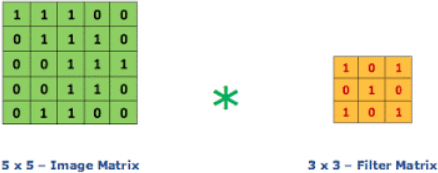 1 1 1 0 0
0 1 1 1 0
0 0 1 1 1
0 0 1 1 0
0 1 1 0 0
*
1 0 1
0 1 0
1 0 1
5 x 5 – Image Matrix
3 x 3 – Filter Matrix